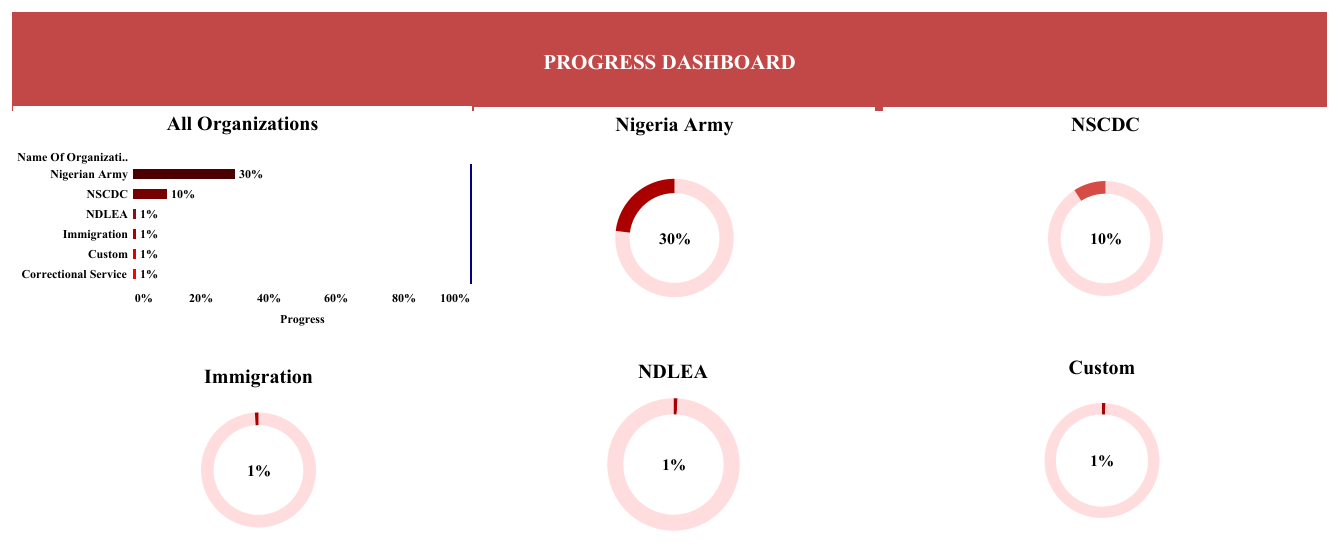 PROGRESS DASHBOARD
All Organizations
Name Of Organizati..
Nigerian Army 30%
NSCDC 10%
NDLEA 1%
Immigration 1%
Custom 1%
Correctional Service 1%
0% 20% 40% 60% 80% 100%
Progress
Nigeria Army
30%
NSCDC
10%
Immigration
1%
NDLEA
1%
Custom
1%